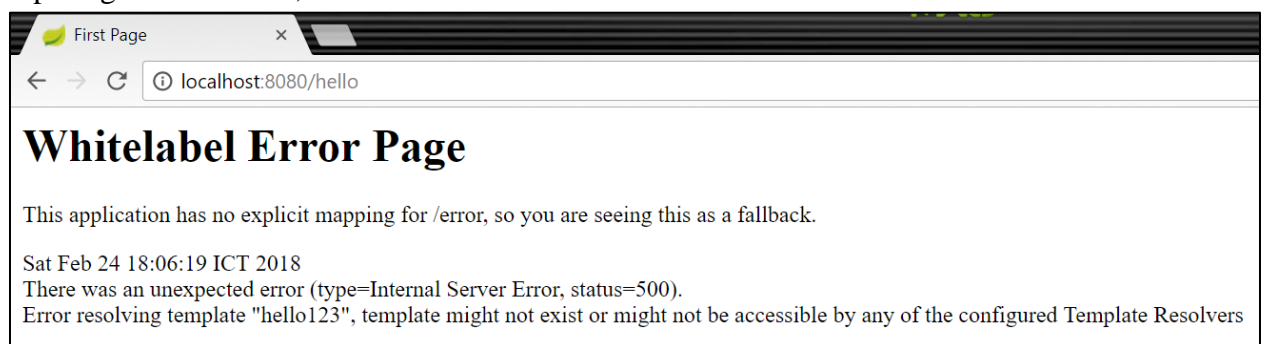 First Page
localhost:8080/hello
Whitelabel Error Page
This application has no explicit mapping for /error, so you are seeing this as a fallback.
Sat Feb 24 18:06:19 ICT 2018
There was an unexpected error (type=Internal Server Error, status=500).
Error resolving template "hello123", template might not exist or might not be accessible by any of the configured Template Resolvers